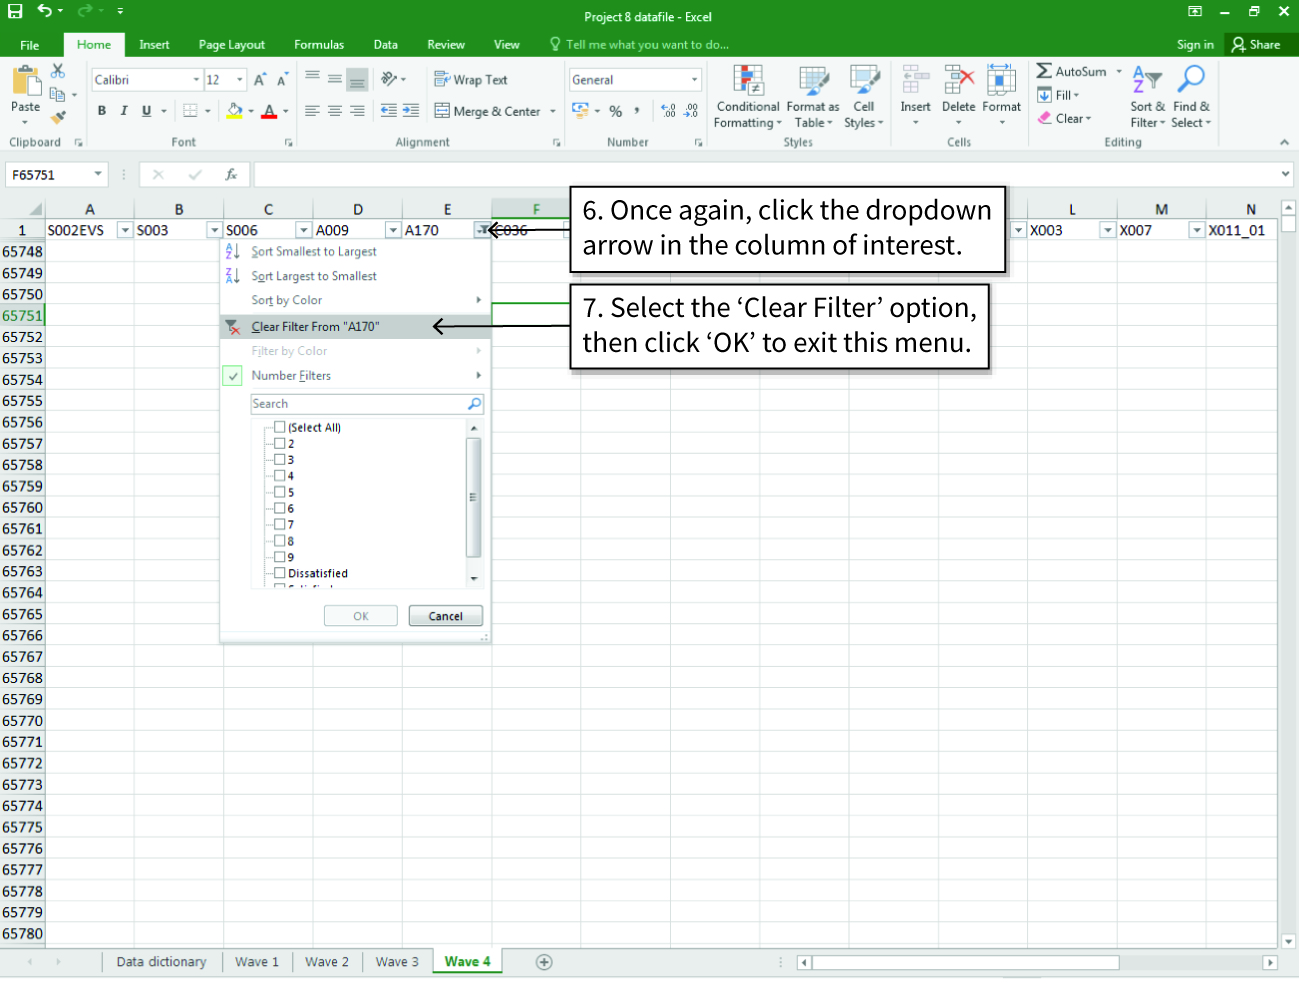 Project 8 datafile - Excel
File Home Insert Page Layout Formulas Data Review View Tell me what you want to do... Sign in Share
Paste
Clipboard
Calibri 12
B I U
Font
Wrap Text
Merge & Center
Alignment
General
%
Number
Conditional Formatting
Format as Table
Cell Styles
Styles
Insert Delete Format
Cells
AutoSum
Fill
Clear
Sort & Filter
Find & Select
Editing
F65751
fx
A B C D E F L M N
1 S002EVS S003 S006 A009 A170 C036 X003 X007 X011_01
6. Once again, click the dropdown
arrow in the column of interest.
7. Select the ‘Clear Filter’ option,
then click ‘OK’ to exit this menu.
Sort Smallest to Largest
Sort Largest to Smallest
Sort by Color
Clear Filter From "A170"
Filter by Color
Number Filters
Search
(Select All)
2
3
4
5
6
7
8
9
Dissatisfied
OK Cancel
65748
65749
65750
65751
65752
65753
65754
65755
65756
65757
65758
65759
65760
65761
65762
65763
65764
65765
65766
65767
65768
65769
65770
65771
65772
65773
65774
65775
65776
65777
65778
65779
65780
Data dictionary Wave 1 Wave 2 Wave 3 Wave 4